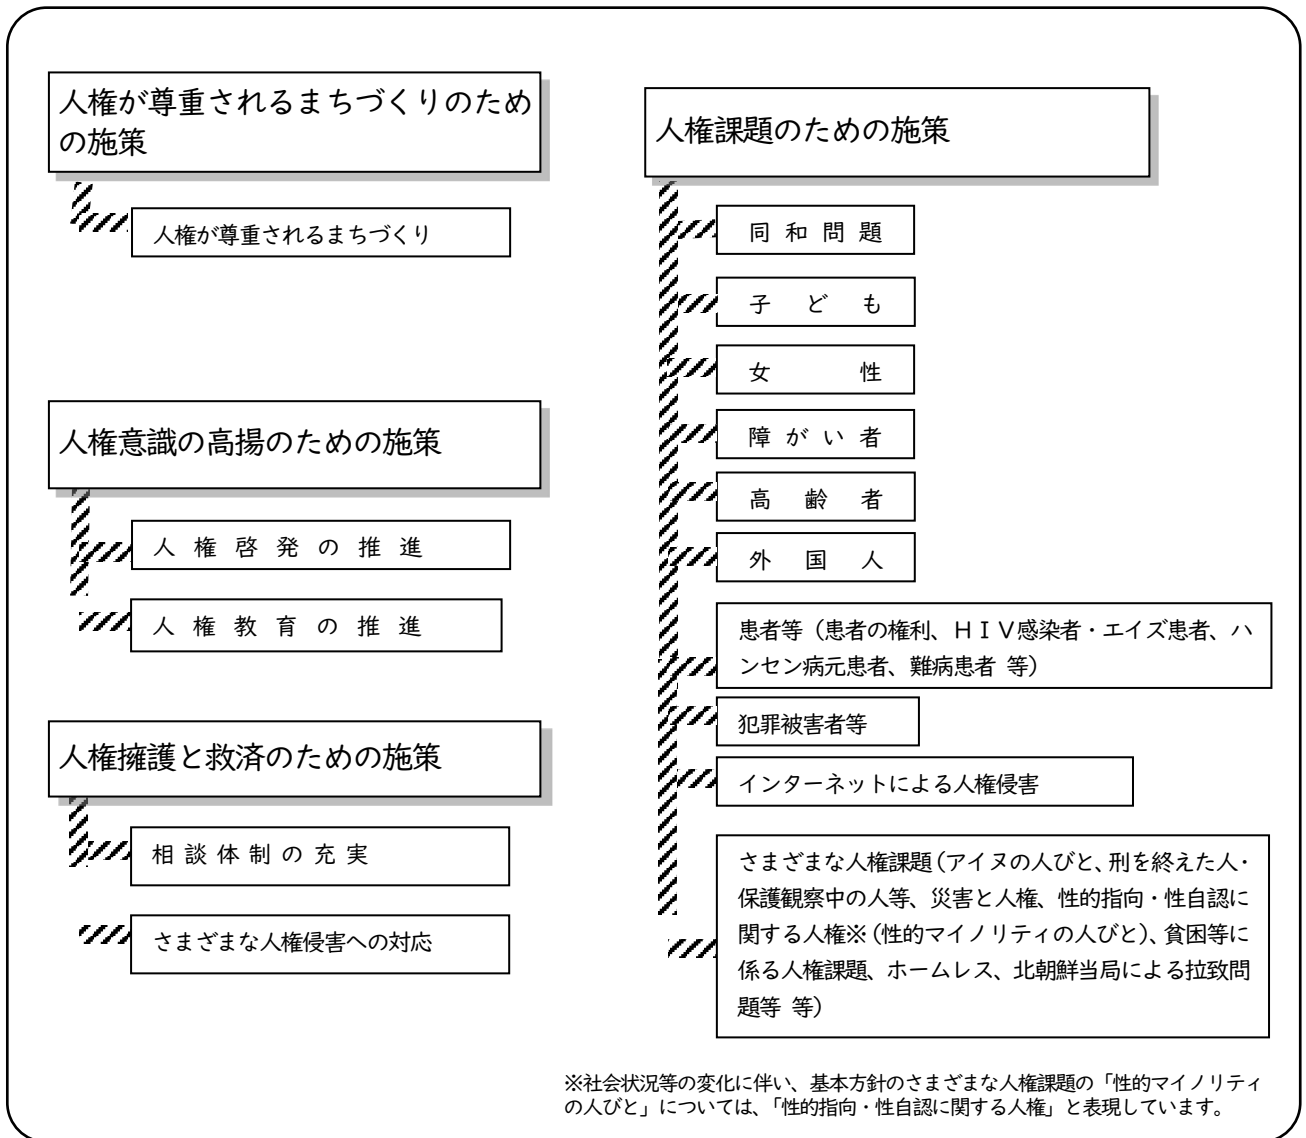 人権が尊重されるまちづくりのため
の施策
人権が尊重されるまちづくり
人権意識の高揚のための施策
人権啓発の推進
人権教育の推進
人権擁護と救済のための施策
相談体制の充実
さまざまな人権侵害への対応
人権課題のための施策
同和問題
子ども
女性
障がい者
高齢者
外国人
患者等（患者の権利、ＨＩＶ感染者・エイズ患者、ハ
ンセン病元患者、難病患者 等）
犯罪被害者等
インターネットによる人権侵害
さまざまな人権課題（アイヌの人びと、刑を終えた人・
保護観察中の人等、災害と人権、性的指向・性自認に
関する人権※（性的マイノリティの人びと）、貧困等に
係る人権課題、ホームレス、北朝鮮当局による拉致問
題等 等）
※社会状況等の変化に伴い、基本方針のさまざまな人権課題の「性的マイノリティ
の人びと」については、「性的指向・性自認に関する人権」と表現しています。